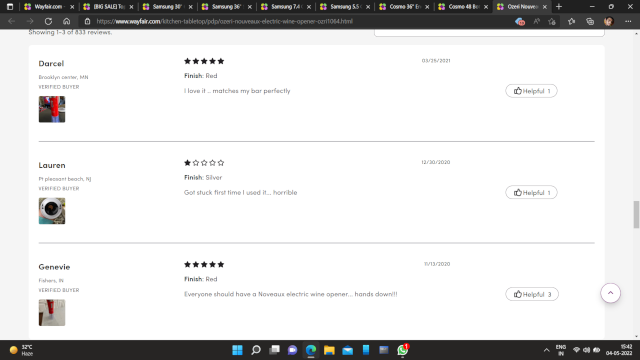 Wayfair.com -
[BIG SALE] Tou
Samsung 30"
Samsung 36"
Samsung 7.4 C
Samsung 5.5 C
Cosmo 36" En
Cosmo 48 Bar
Ozeri Nouvea
https://www.wayfair.com/kitchen-tabletop/pdp/ozeri-nouveaux-electric-wine-opener-ozri1064.html
Showing 1-3 of 833 reviews.
Darcel
03/29/2021
Brooklyn center, MN
Finish: Red
VERIFIED BUYER
I love it .. matches my bar perfectly
Helpful 1
Lauren
12/30/2020
Pt pleasant beach, NJ
Finish: Silver
VERIFIED BUYER
Got stuck first time I used it... horrible
Helpful 1
Genevie
11/13/2020
Fishers, IN
Finish: Red
VERIFIED BUYER
Everyone should have a Noveaux electric wine opener... hands down!!!
Helpful 3
32°C
Haze
ENG
IN
15:42
04-05-2022